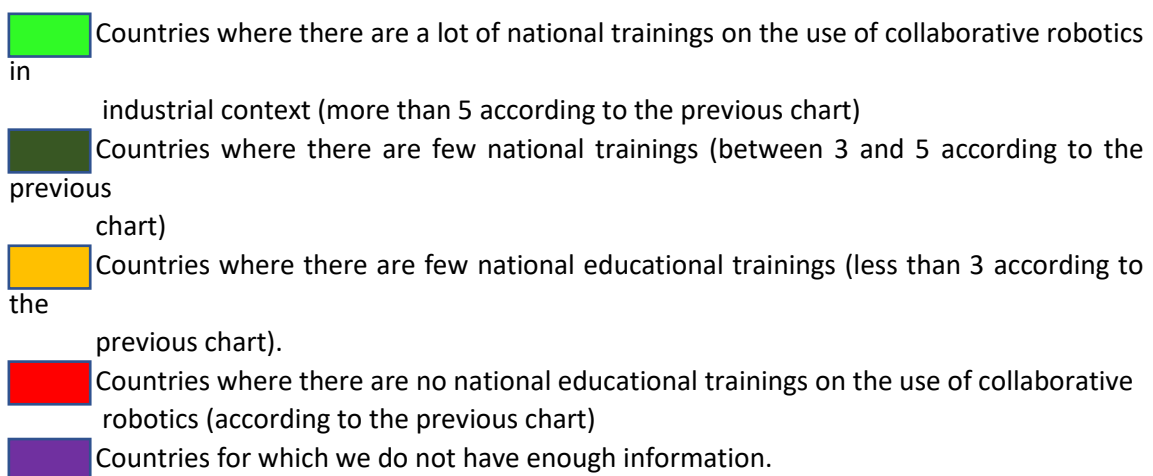 Countries where there are a lot of national trainings on the use of collaborative robotics
in
industrial context (more than 5 according to the previous chart)
Countries where there are few national trainings (between 3 and 5 according to the
previous
chart)
Countries where there are few national educational trainings (less than 3 according to
the
previous chart).
Countries where there are no national educational trainings on the use of collaborative
robotics (according to the previous chart)
Countries for which we do not have enough information.